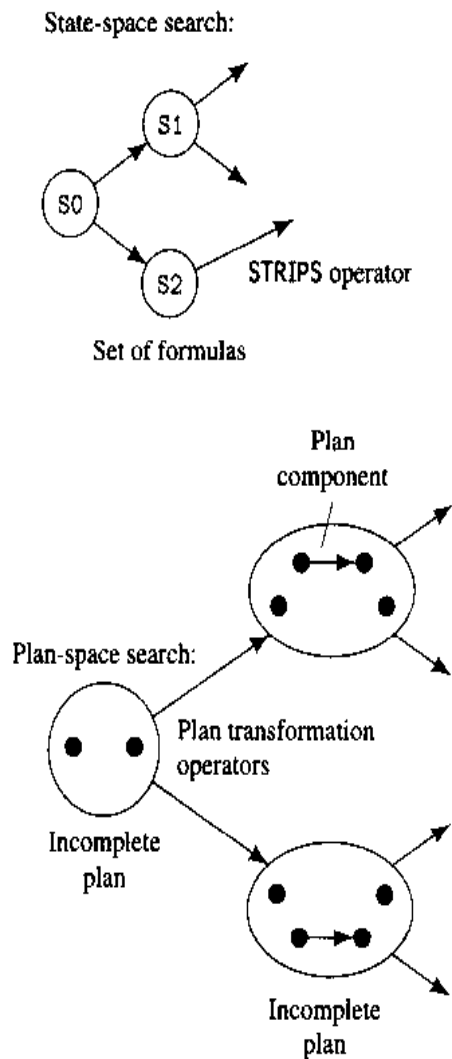 State-space search:
S1
S0
S2
STRIPS operator
Set of formulas
Plan
component
Plan-space search:
Plan transformation
operators
Incomplete
plan
Incomplete
plan